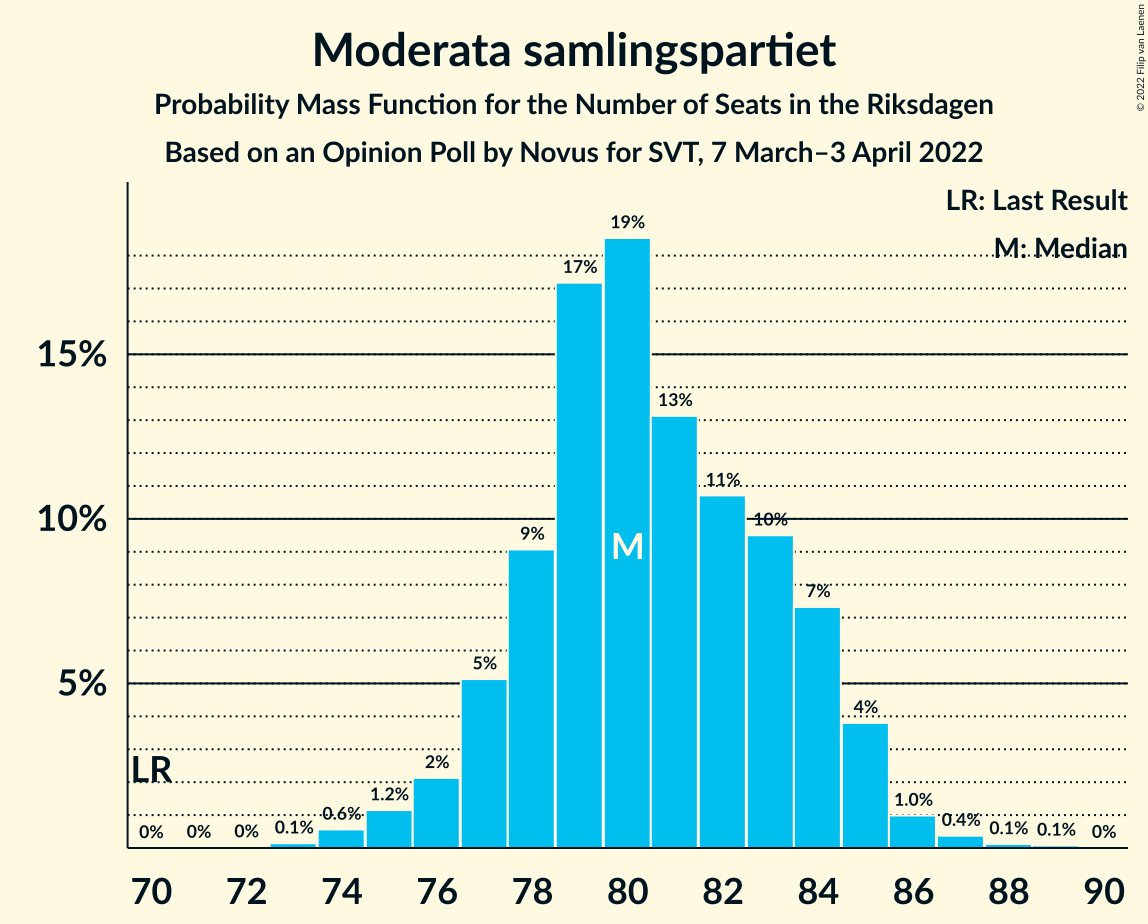 Moderata samlingspartiet
Probability Mass Function for the Number of Seats in the Riksdagen
Based on an Opinion Poll by Novus for SVT, 7 March–3 April 2022
© 2022 Filip van Laenen
LR: Last Result
M: Median
15%
10%
5%
LR
0%
0%
0%
0.1%
0.6%
1.2%
2%
5%
9%
17%
19%
M
13%
11%
10%
7%
4%
1.0%
0.4%
0.1%
0.1%
0%
70 72 74 76 78 80 82 84 86 88 90